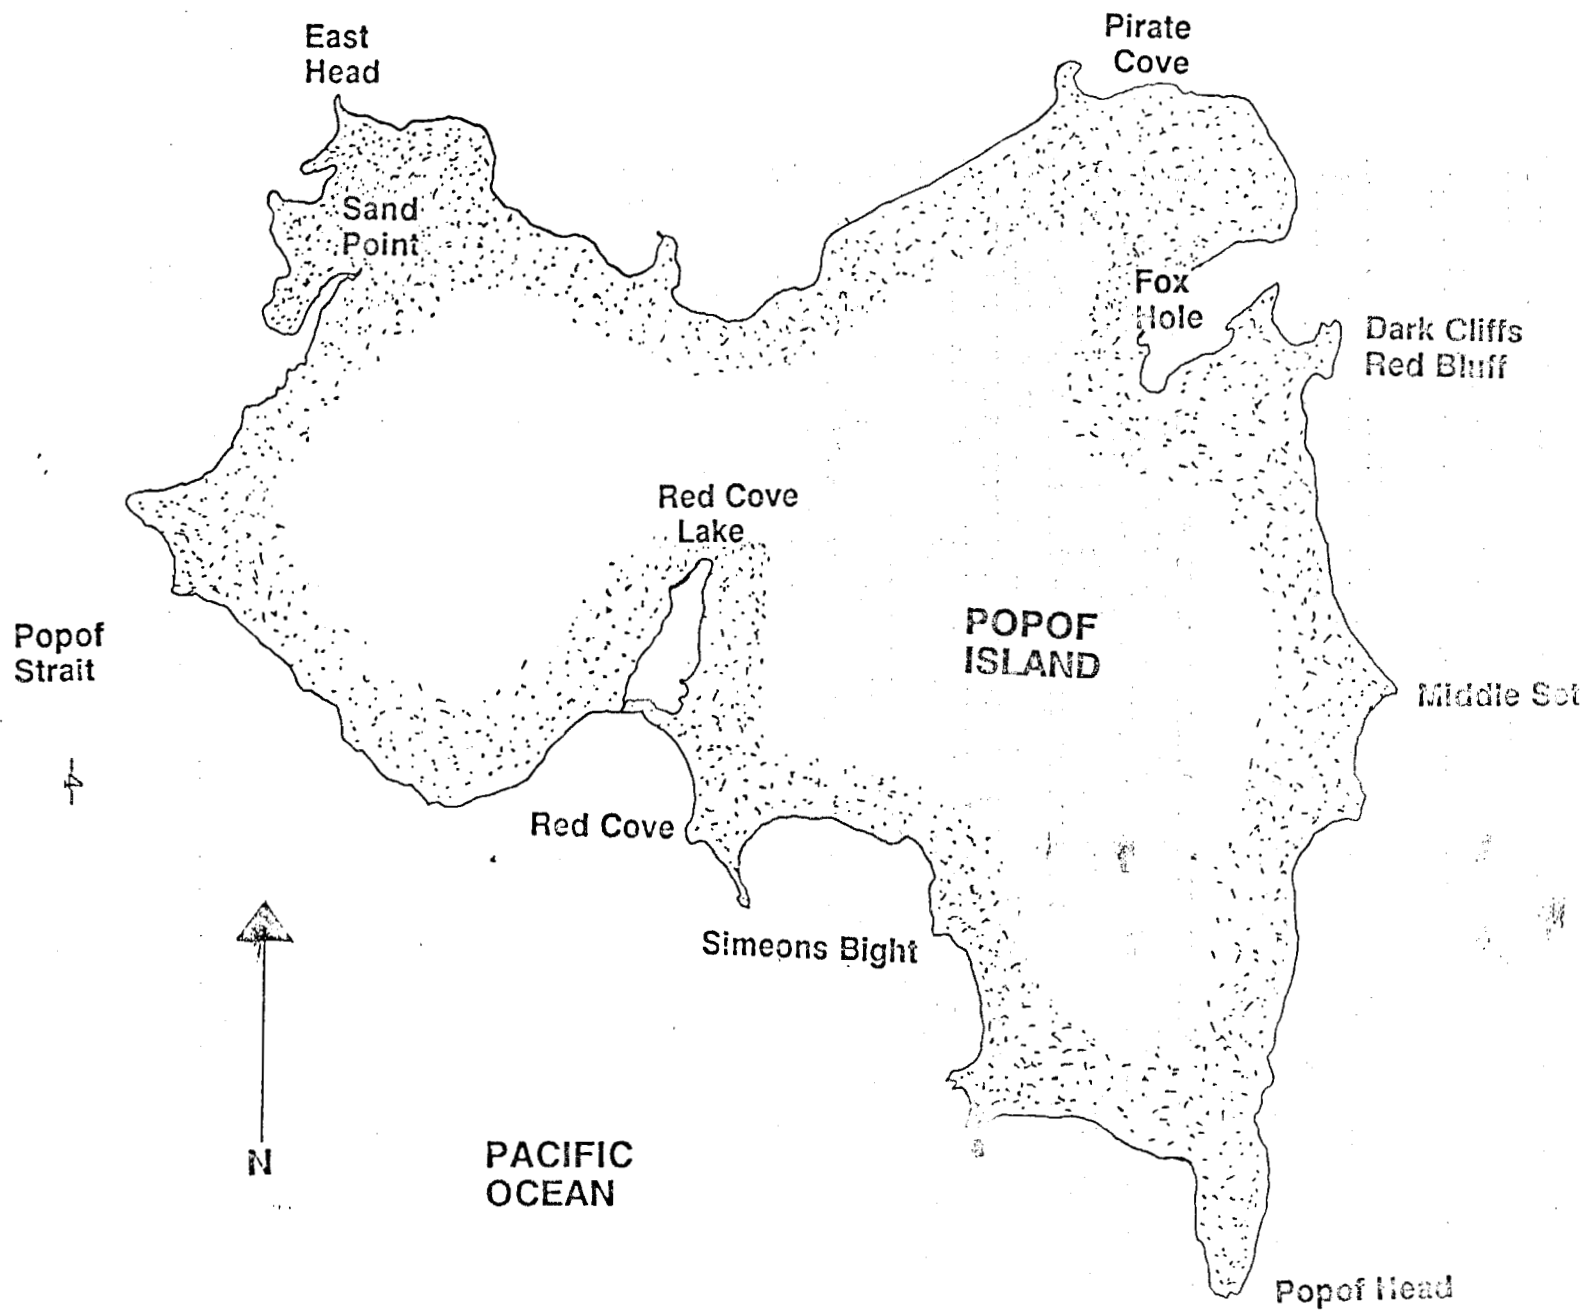 East
Head
Pirate
Cove
Sand
Point
Fox
Hole
Dark Cliffs
Red Bluff
Red Cove
Lake
POPOF
ISLAND
Popof
Strait
Middle Set
Red Cove
Simeons Bight
N
PACIFIC
OCEAN
Popof Head